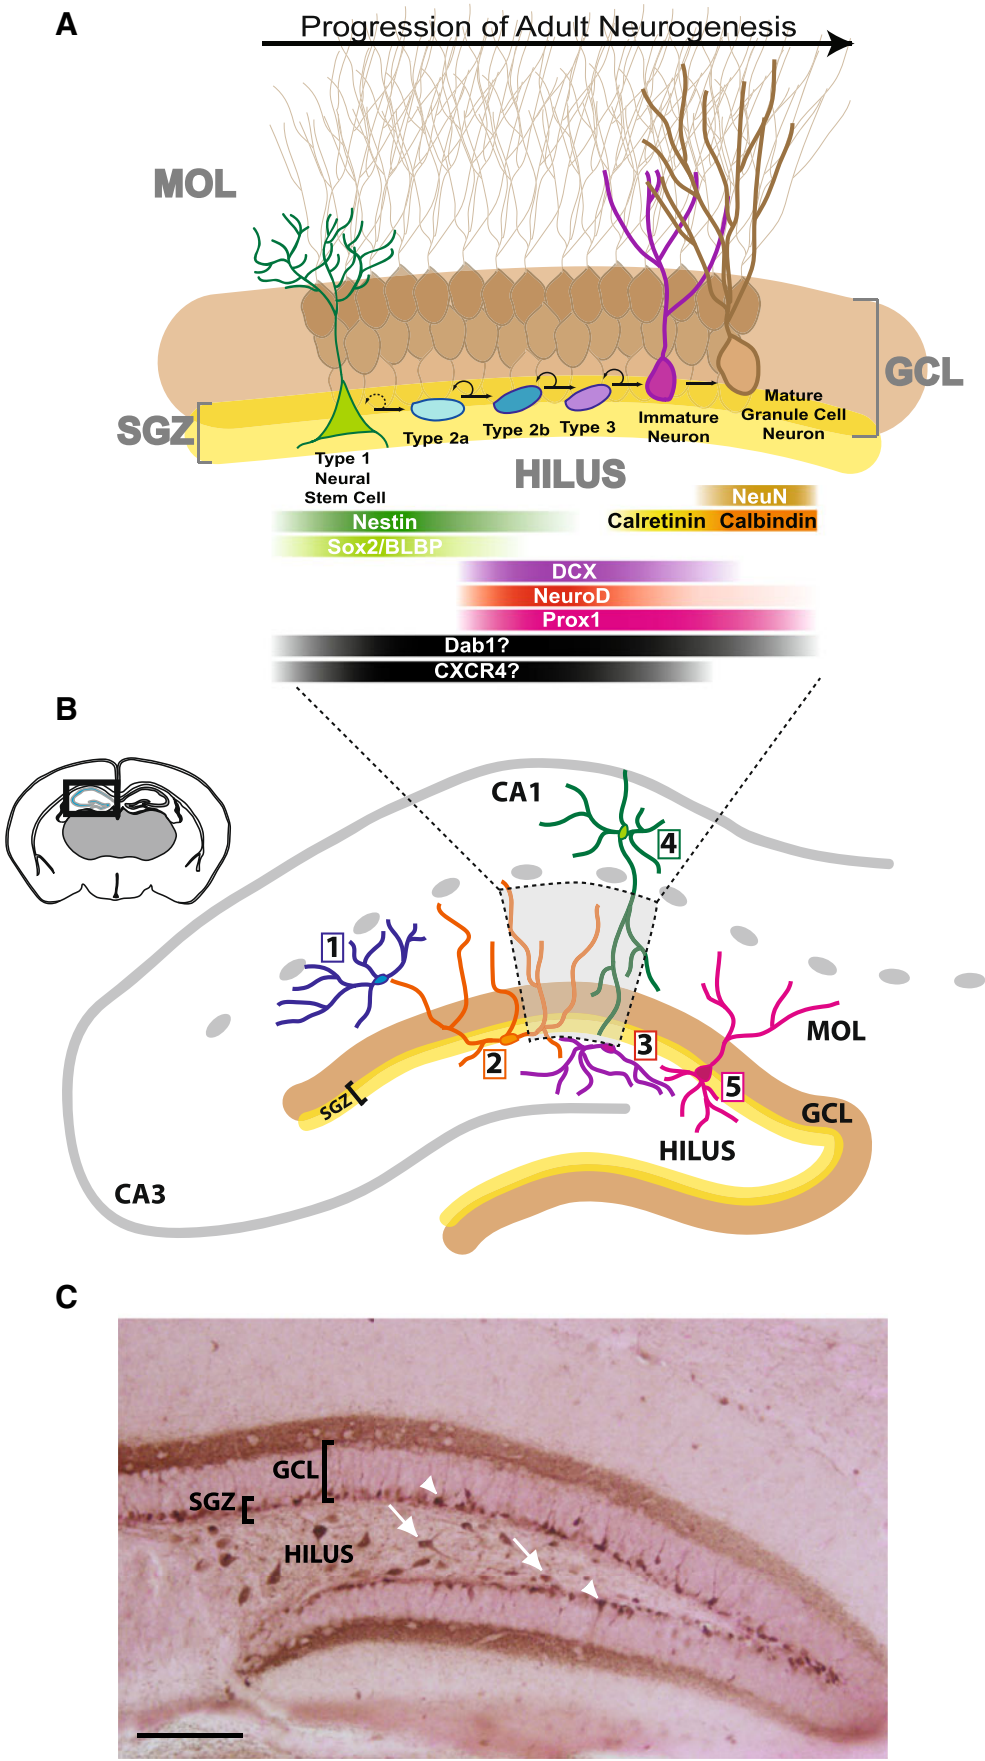 A
Progression of Adult Neurogenesis
MOL
GCL
SGZ
Type 1
Neural
Stem Cell
Type 2a
Type 2b
Type 3
Immature
Neuron
Mature
Granule Cell
Neuron
HILUS
NeuN
Nestin
Calretinin Calbindin
Sox2/BLBP
DCX
NeuroD
Prox1
Dab1?
CXCR4?
B
CA1
4
1
MOL
3
2
5
SGZ
GCL
HILUS
CA3
C
GCL
SGZ
HILUS